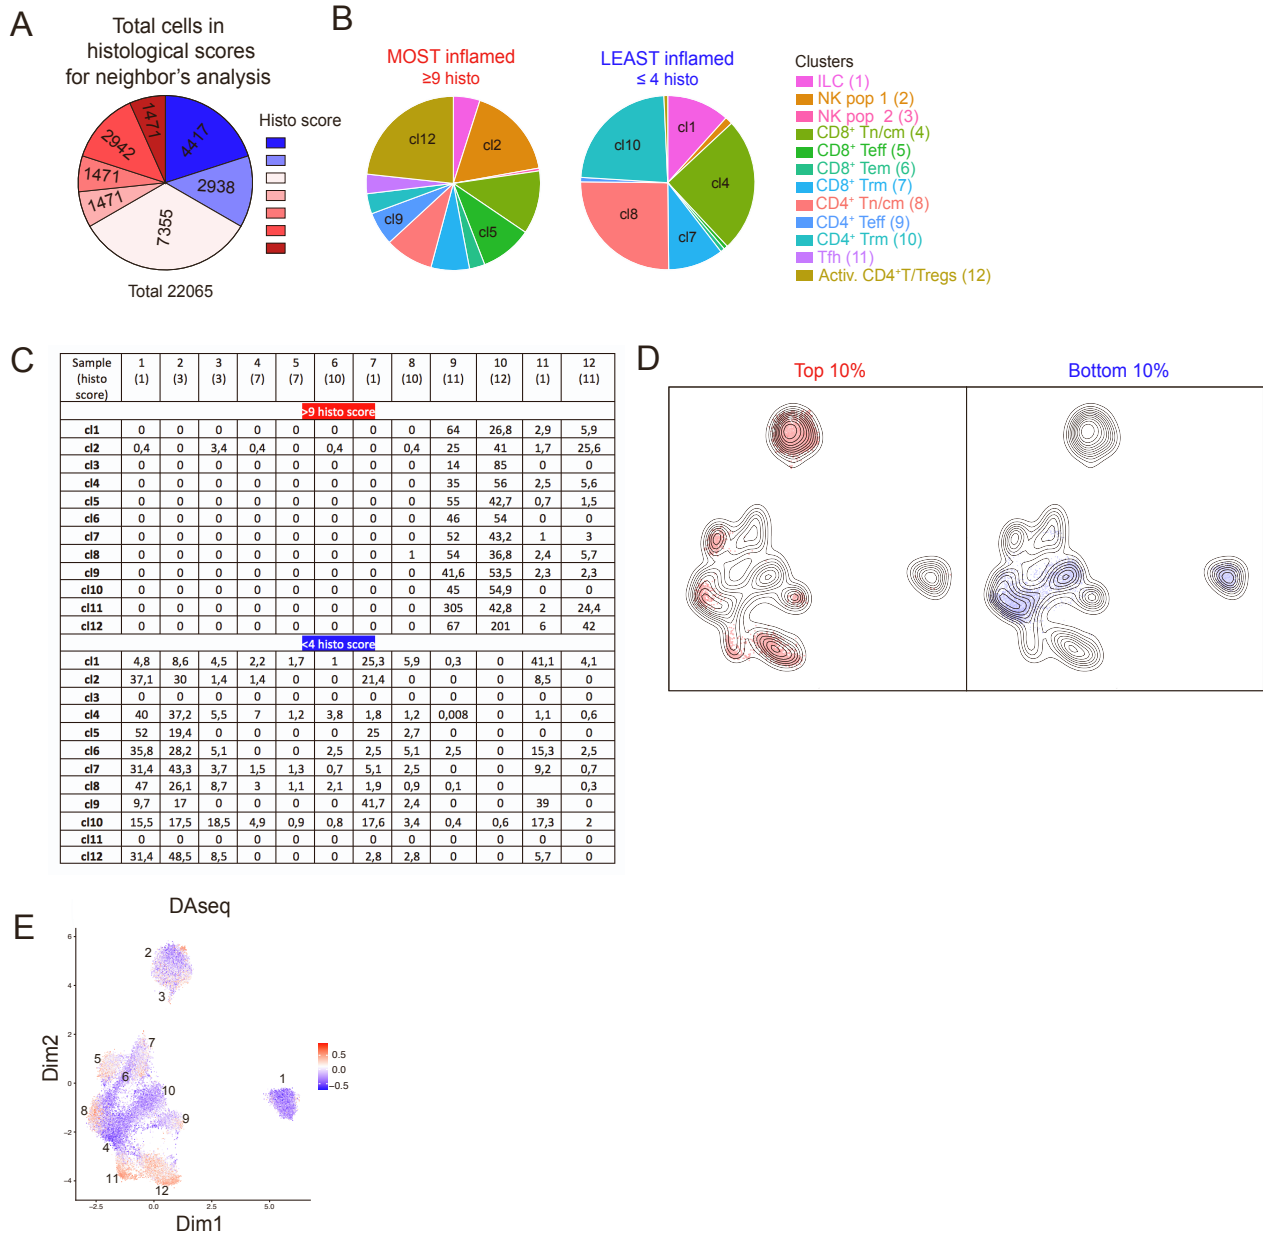 A
Total cells in
histological scores
for neighbor's analysis
1471
2942
4417
1471
2938
1471
7355
Histo score
Total 22065
B
MOST inflamed
≥9 histo
LEAST inflamed
≤ 4 histo
cl12
cl2
cl9
cl5
cl1
cl10
cl4
cl8
cl7
Clusters
ILC (1)
NK pop 1 (2)
NK pop 2 (3)
CD8+ Tn/cm (4)
CD8+ Teff (5)
CD8+ Tem (6)
CD8+ Trm (7)
CD4+ Tn/cm (8)
CD4+ Teff (9)
CD4+ Trm (10)
Tfh (11)
Activ. CD4+T/Tregs (12)
C
Sample (histo score) 1 (1) 2 (3) 3 (3) 4 (7) 5 (7) 6 (10) 7 (1) 8 (10) 9 (11) 10 (12) 11 (1) 12 (11)
>9 histo score
cl1 0 0 0 0 0 0 0 0 64 26,8 2,9 5,9
cl2 0,4 0 3,4 0,4 0 0,4 0 0,4 25 41 1,7 25,6
cl3 0 0 0 0 0 0 0 0 14 85 0 0
cl4 0 0 0 0 0 0 0 0 35 56 2,5 5,6
cl5 0 0 0 0 0 0 0 0 55 42,7 0,7 1,5
cl6 0 0 0 0 0 0 0 0 46 54 0 0
cl7 0 0 0 0 0 0 0 0 52 43,2 1 3
cl8 0 0 0 0 0 0 0 1 54 36,8 2,4 5,7
cl9 0 0 0 0 0 0 0 0 41,6 53,5 2,3 2,3
cl10 0 0 0 0 0 0 0 0 45 54,9 0 0
cl11 0 0 0 0 0 0 0 0 305 42,8 2 24,4
cl12 0 0 0 0 0 0 0 0 67 201 6 42
<4 histo score
cl1 4,8 8,6 4,5 2,2 1,7 1 25,3 5,9 0,3 0 41,1 4,1
cl2 37,1 30 1,4 1,4 0 0 21,4 0 0 0 8,5 0
cl3 0 0 0 0 0 0 0 0 0 0 0 0
cl4 40 37,2 5,5 7 1,2 3,8 1,8 1,2 0,008 0 1,1 0,6
cl5 52 19,4 0 0 0 0 25 2,7 0 0 0 0
cl6 35,8 28,2 5,1 0 0 2,5 2,5 5,1 2,5 0 15,3 2,5
cl7 31,4 43,3 3,7 1,5 1,3 0,7 5,1 2,5 0 0 9,2 0,7
cl8 47 26,1 8,7 3 1,1 2,1 1,9 0,9 0,1 0 0,3
cl9 9,7 17 0 0 0 0 41,7 2,4 0 0 39 0
cl10 15,5 17,5 18,5 4,9 0,9 0,8 17,6 3,4 0,4 0,6 17,3 2
cl11 0 0 0 0 0 0 0 0 0 0 0 0
cl12 31,4 48,5 8,5 0 0 0 2,8 2,8 0 0 5,7 0
D
Top 10%
Bottom 10%
E
DAseq
6
4
2
0
−2
−4
Dim2
2
3
7
5
6
10
1
8
9
4
11
12
0.5
0.0
−0.5
−2.5
0.0
2.5
5.0
Dim1